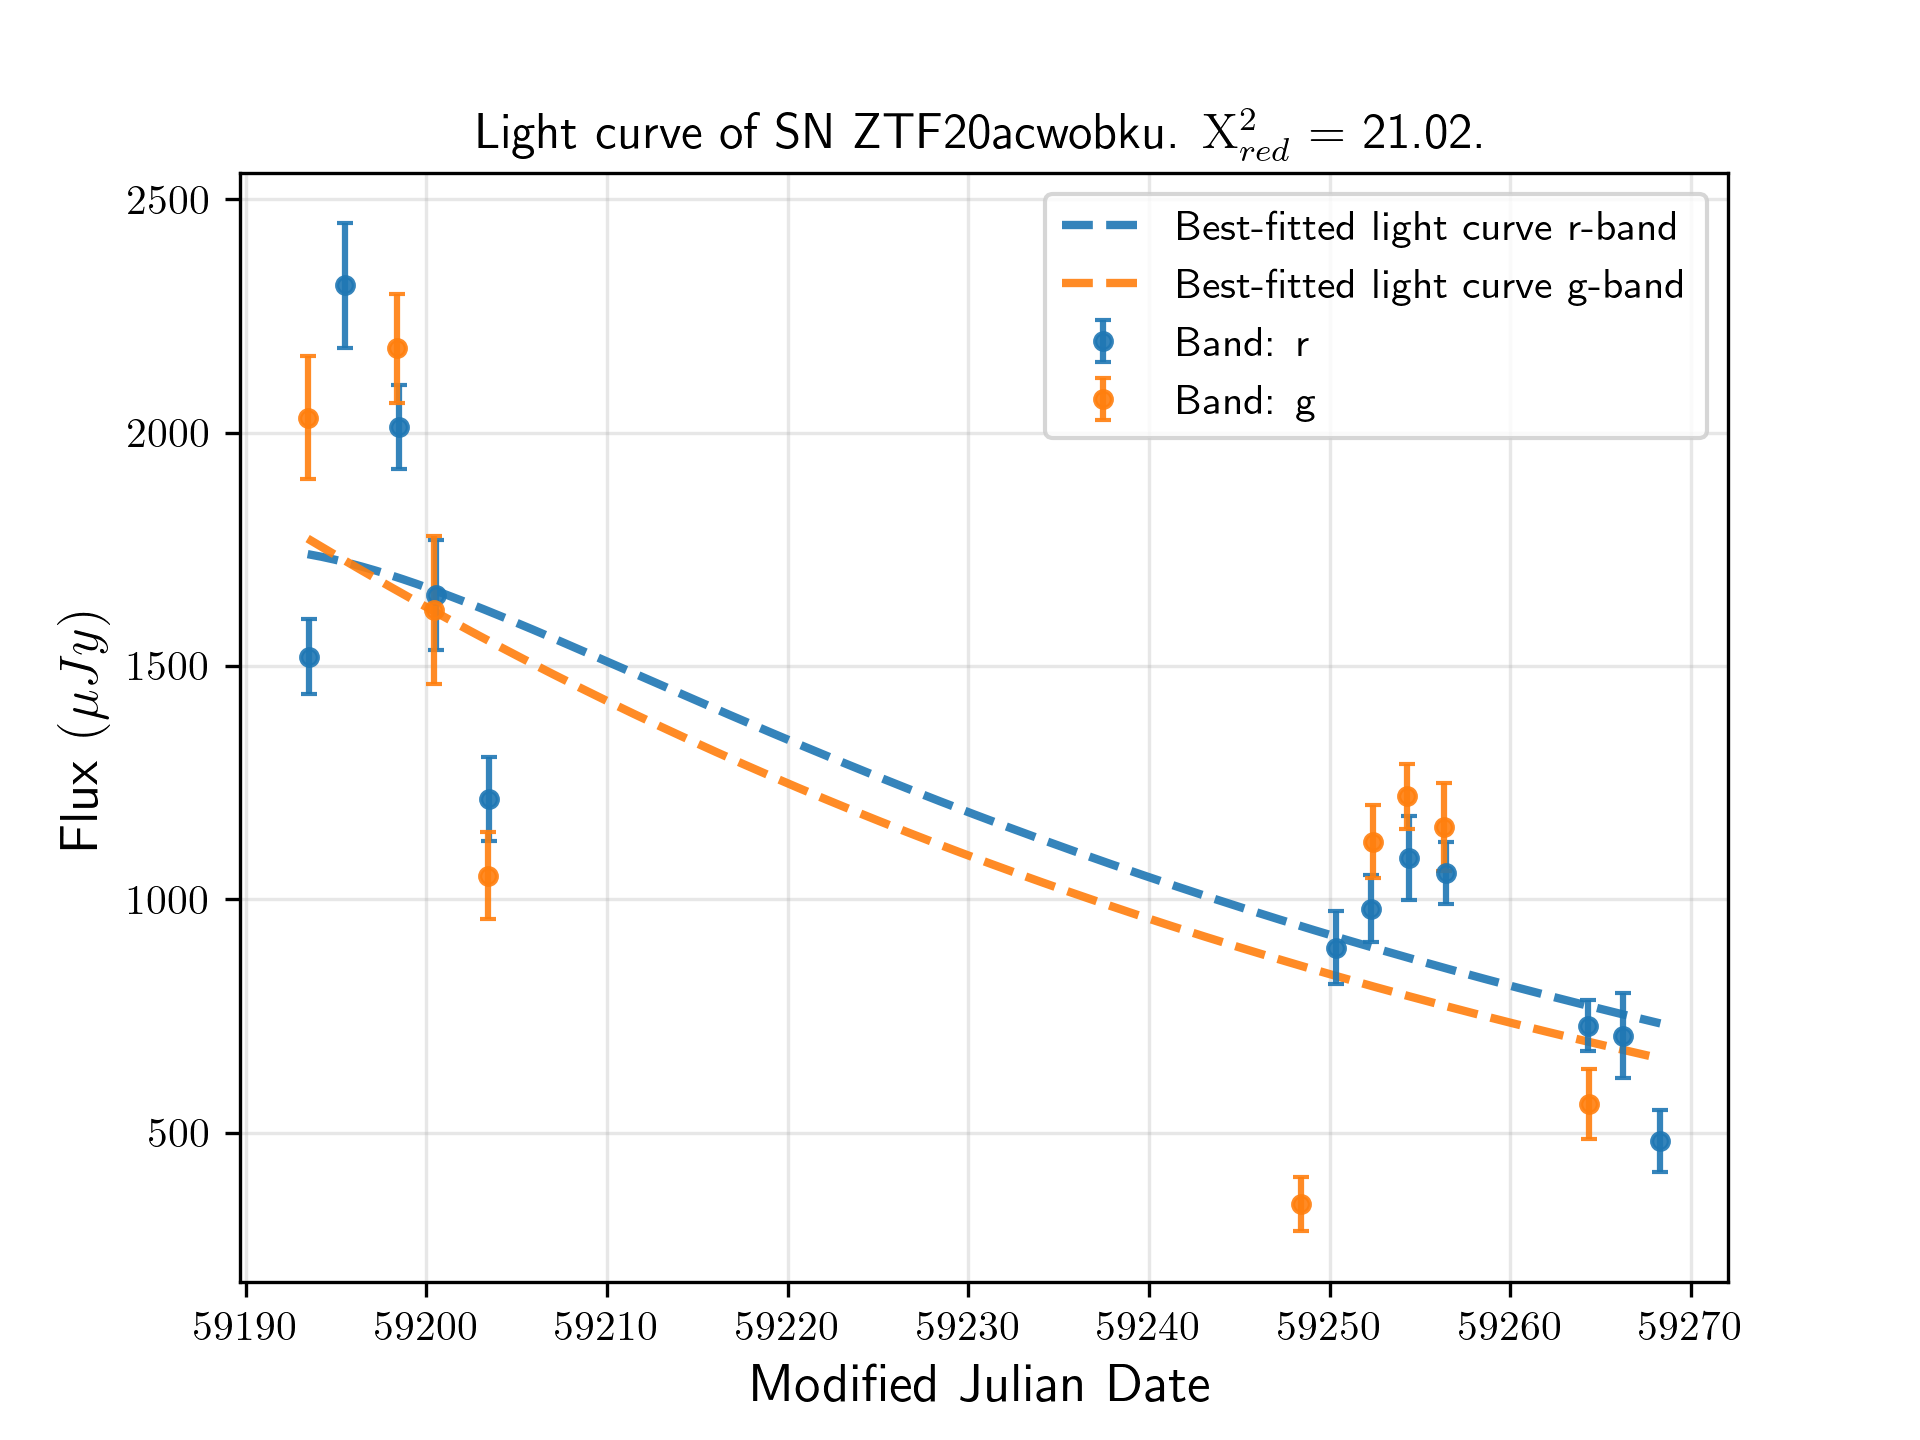 Light curve of SN ZTF20acwobku. X²_red = 21.02.
2500
2000
1500
1000
500
Flux (μJy)
Best-fitted light curve r-band
Best-fitted light curve g-band
Band: r
Band: g
59190 59200 59210 59220 59230 59240 59250 59260 59270
Modified Julian Date